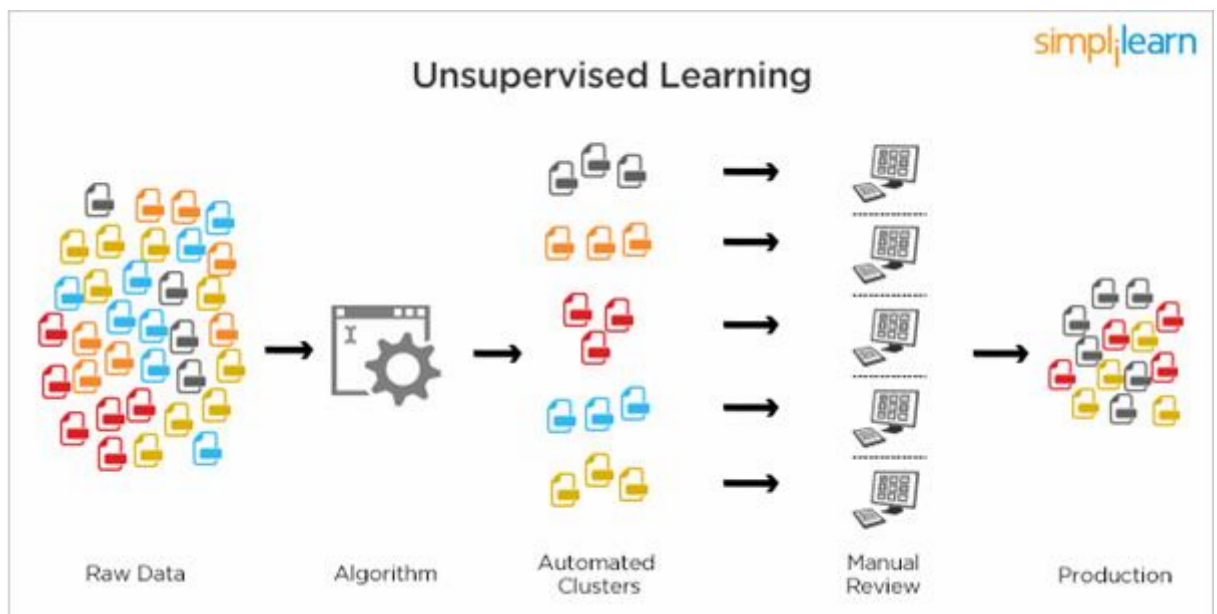 simplilearn
Unsupervised Learning
Raw Data
Algorithm
Automated
Clusters
Manual
Review
Production